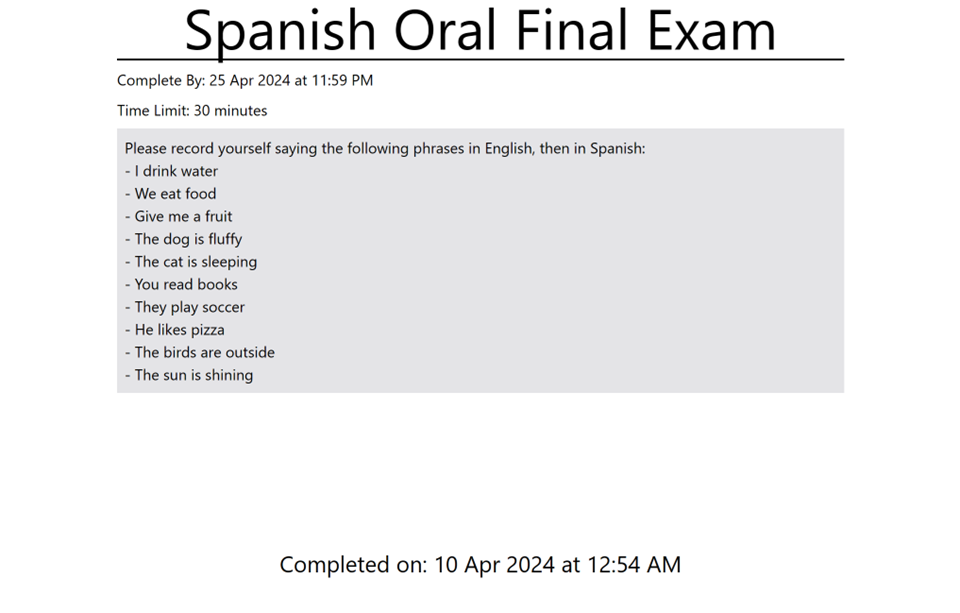 Spanish Oral Final Exam
Complete By: 25 Apr 2024 at 11:59 PM
Time Limit: 30 minutes
Please record yourself saying the following phrases in English, then in Spanish:
- I drink water
- We eat food
- Give me a fruit
- The dog is fluffy
- The cat is sleeping
- You read books
- They play soccer
- He likes pizza
- The birds are outside
- The sun is shining
Completed on: 10 Apr 2024 at 12:54 AM